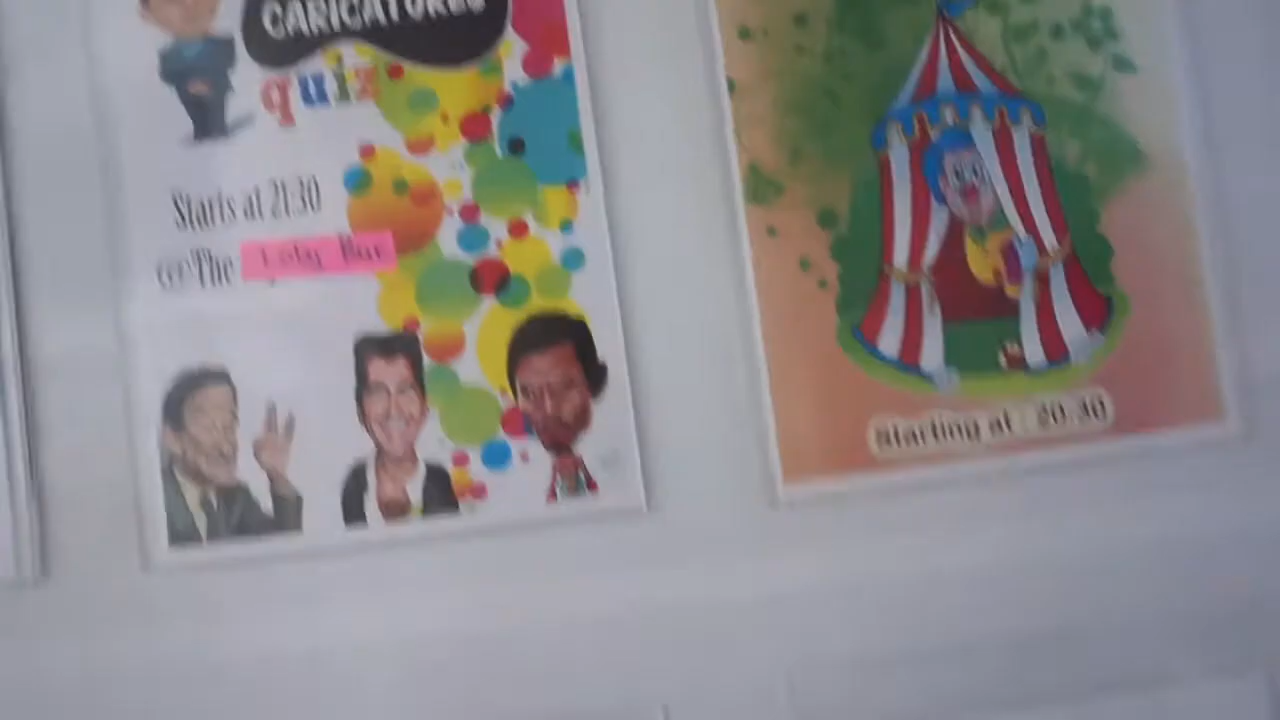 CARICATURES
quiz
Starts at 21:30
@ The Lobby Bar
Starting at : 20:30